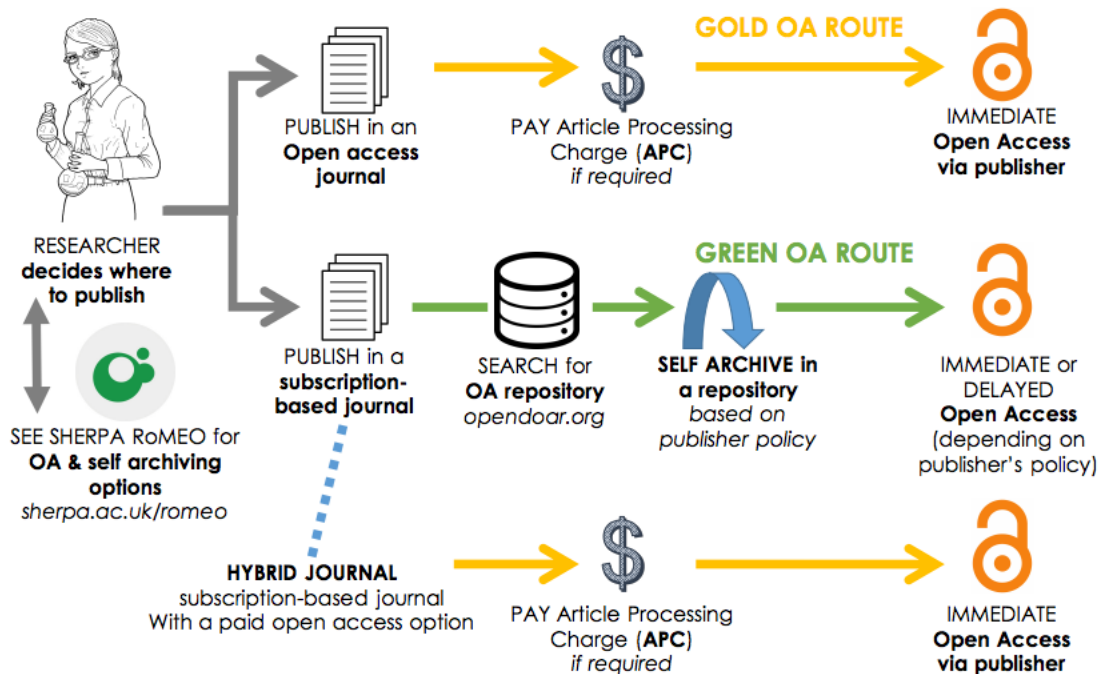 GOLD OA ROUTE
PUBLISH in an
Open access
journal
PAY Article Processing
Charge (APC)
if required
IMMEDIATE
Open Access
via publisher
RESEARCHER
decides where
to publish
GREEN OA ROUTE
PUBLISH in a
subscription-
based journal
SEARCH for
OA repository
opendoar.org
SELF ARCHIVE in
a repository
based on
publisher policy
IMMEDIATE or
DELAYED
Open Access
(depending on
publisher's policy)
SEE SHERPA RoMEO for
OA & self archiving
options
sherpa.ac.uk/romeo
HYBRID JOURNAL
subscription-based journal
With a paid open access option
PAY Article Processing
Charge (APC)
if required
IMMEDIATE
Open Access
via publisher